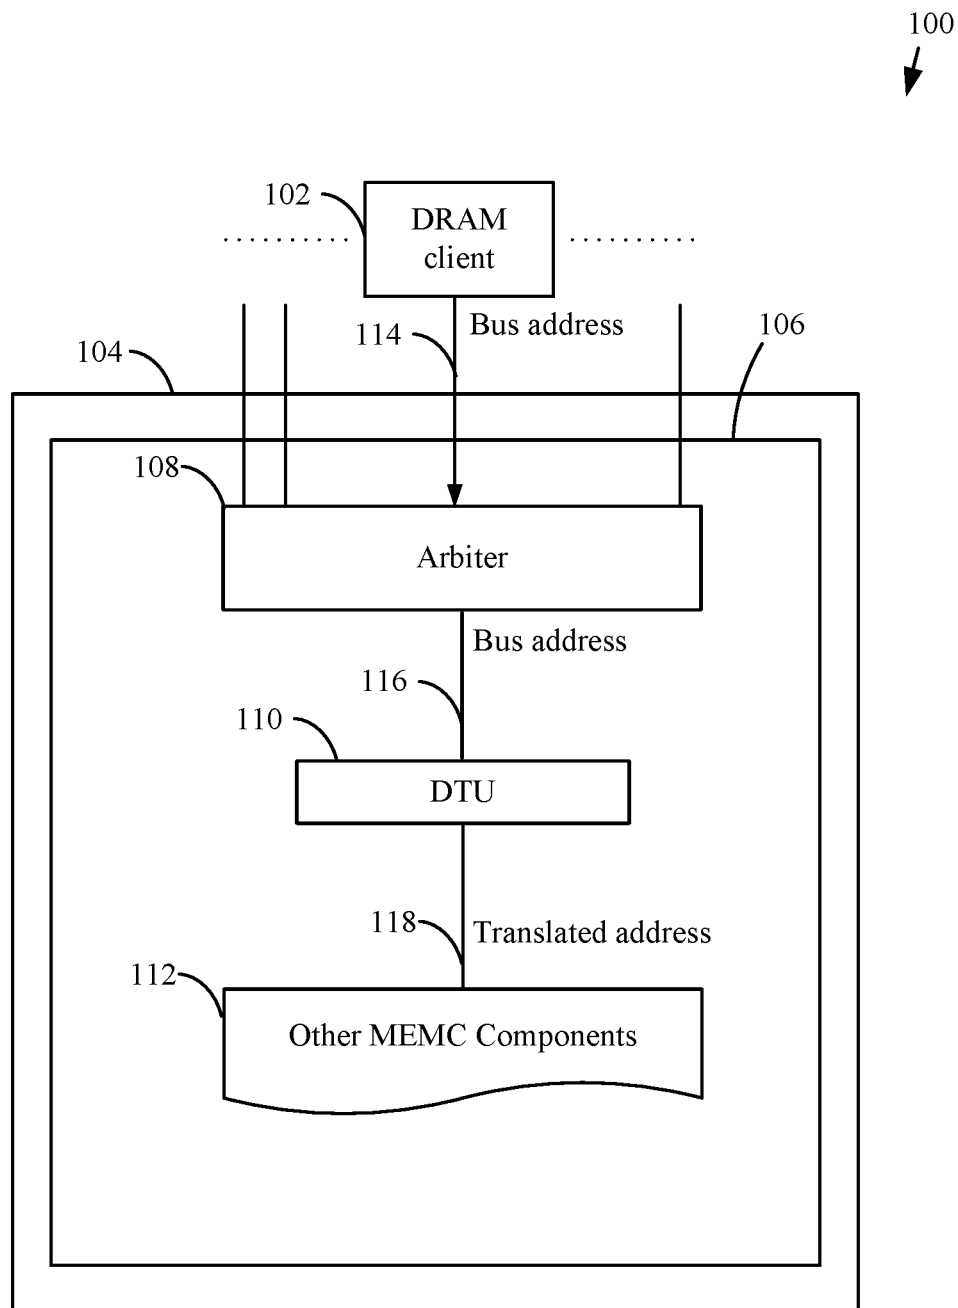 100
102
DRAM
client
Bus address
114
106
104
108
Arbiter
Bus address
116
110
DTU
118
Translated address
112
Other MEMC Components